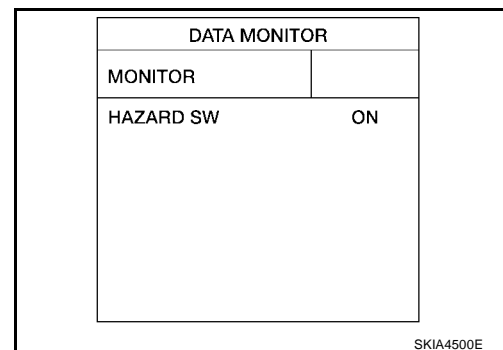 DATA MONITOR
MONITOR
HAZARD SW ON
SKIA4500E